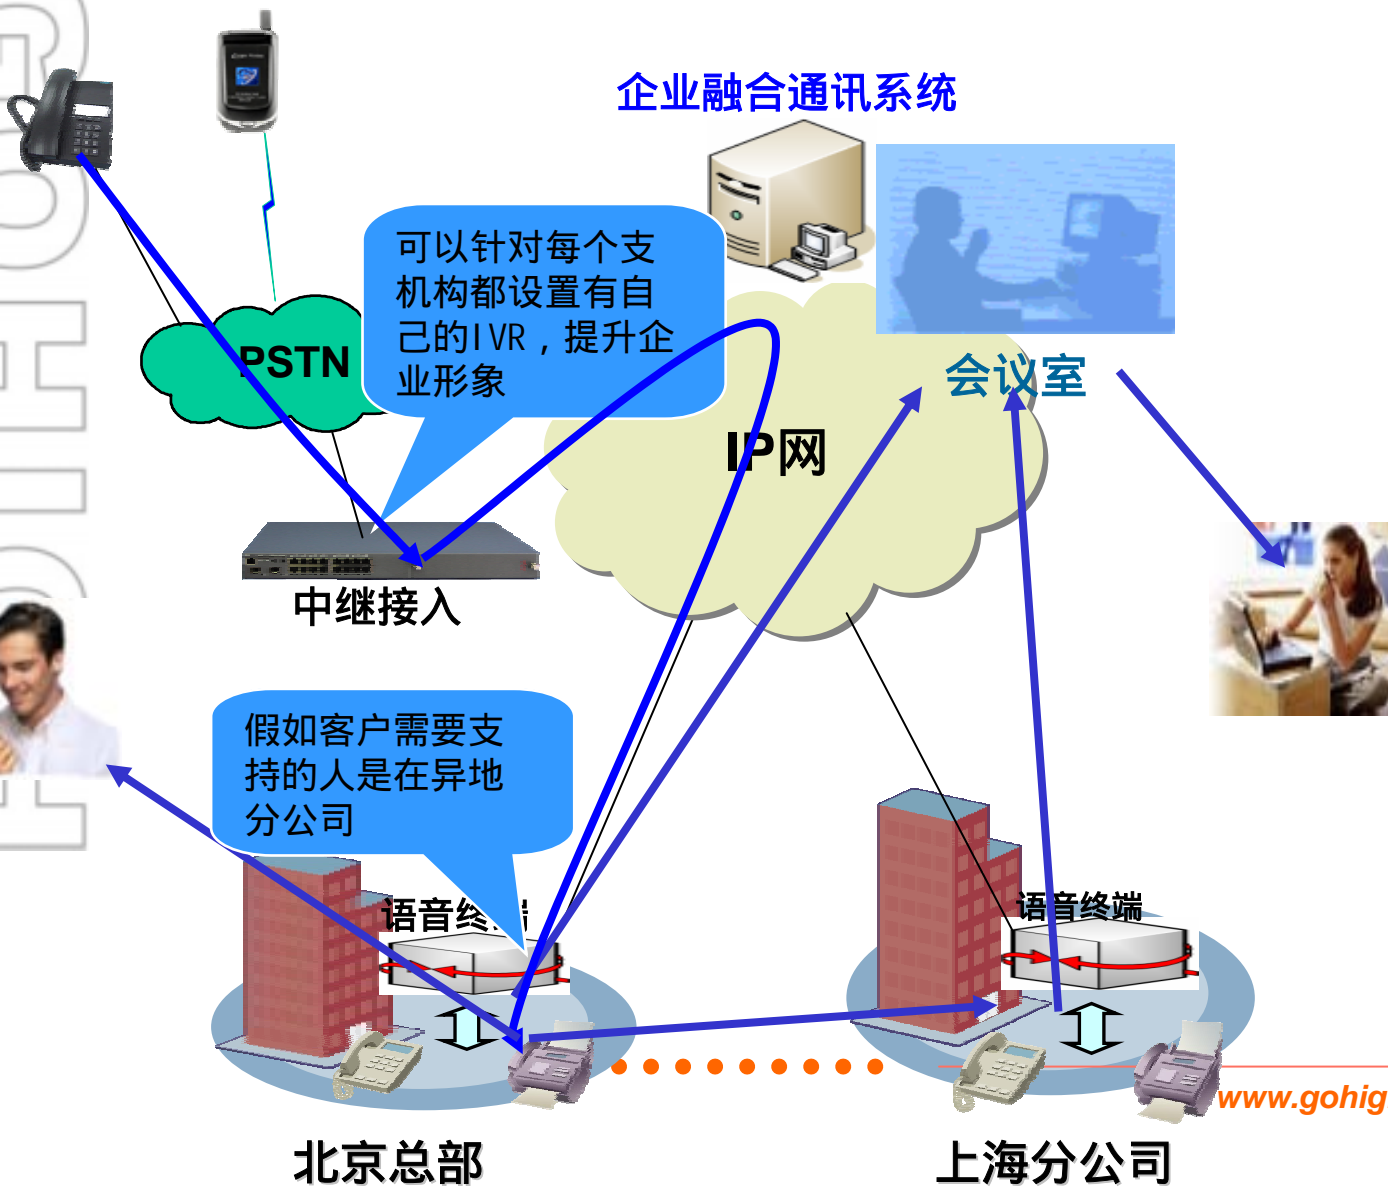 企业融合通讯系统
可以针对每个支
机构都设置有自
己的IVR，提升企
业形象
PSTN
会议室
IP网
中继接入
假如客户需要支
持的人是在异地
分公司
语音终端
语音终端
www.gohig
北京总部
上海分公司